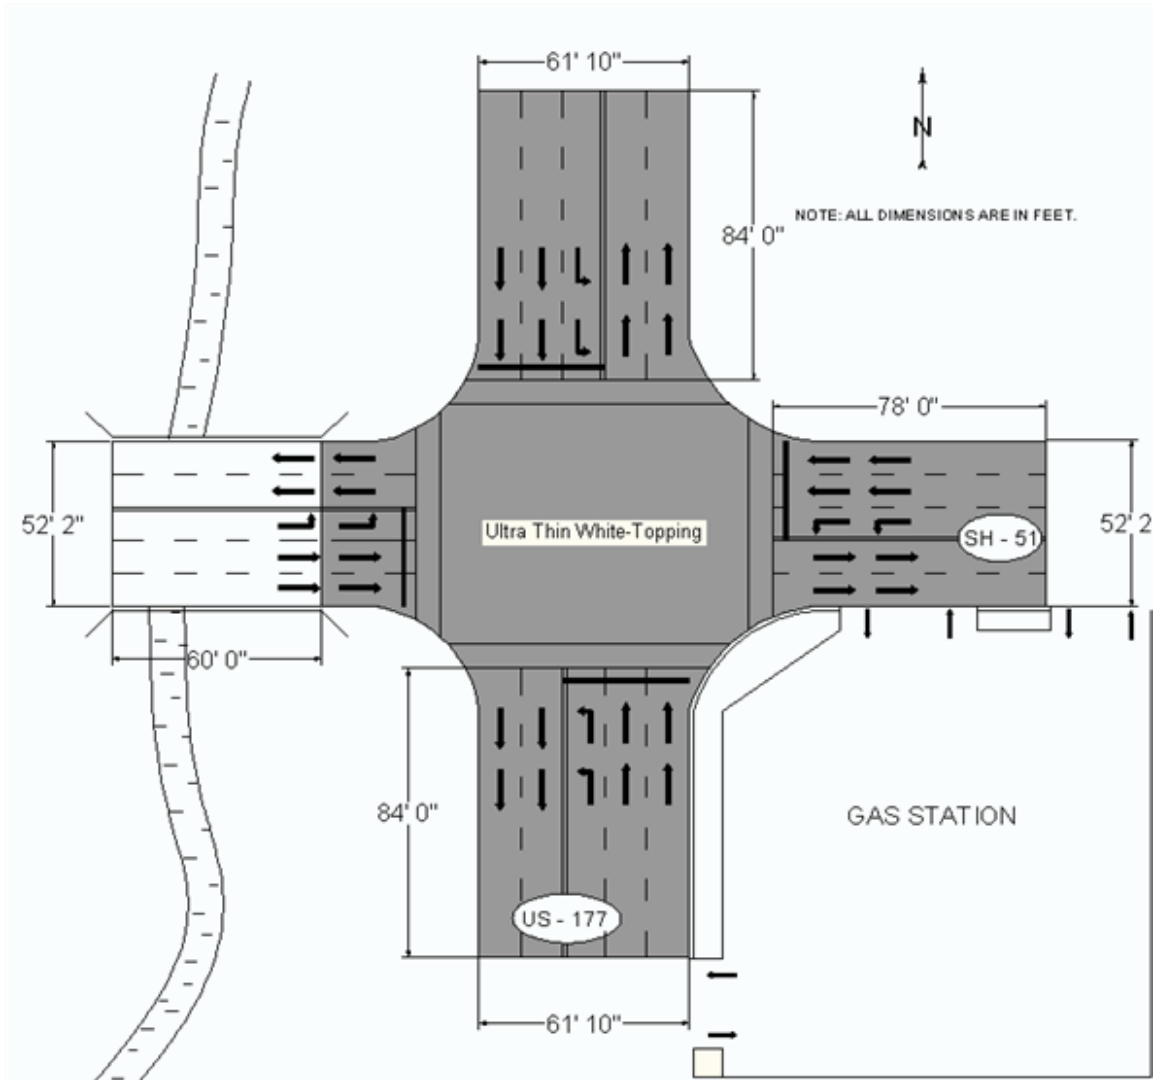 61' 10"
N
NOTE: ALL DIMENSIONS ARE IN FEET.
84' 0"
78' 0"
52' 2"
Ultra Thin White-Topping
SH - 51
52' 2
60' 0"
84' 0"
GAS STATION
US - 177
61' 10"